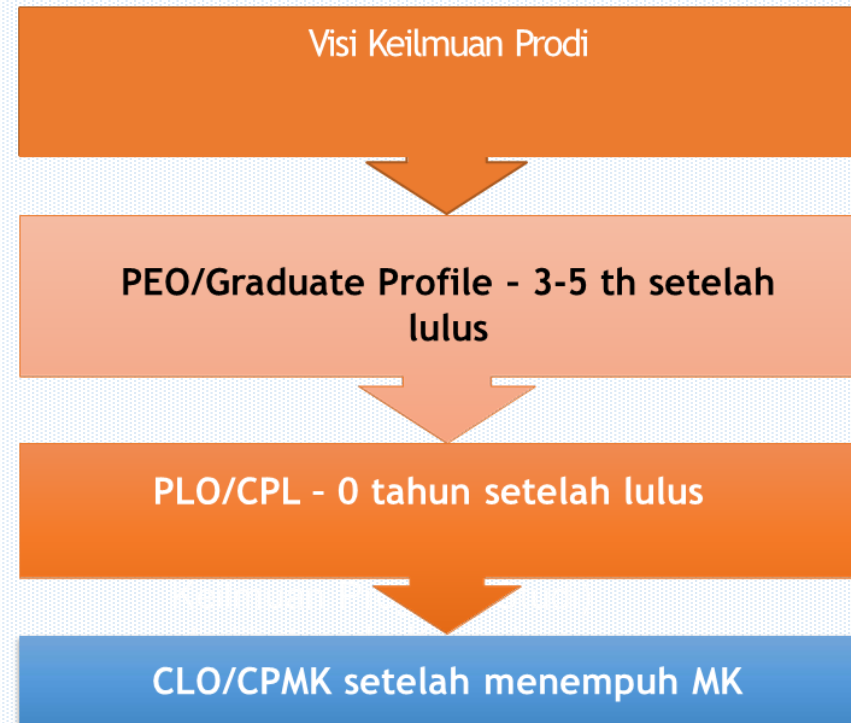 Visi Keilmuan Prodi
PEO/Graduate Profile – 3-5 th setelah
lulus
PLO/CPL – 0 tahun setelah lulus
Keilmuan
CLO/CPMK setelah menempuh MK